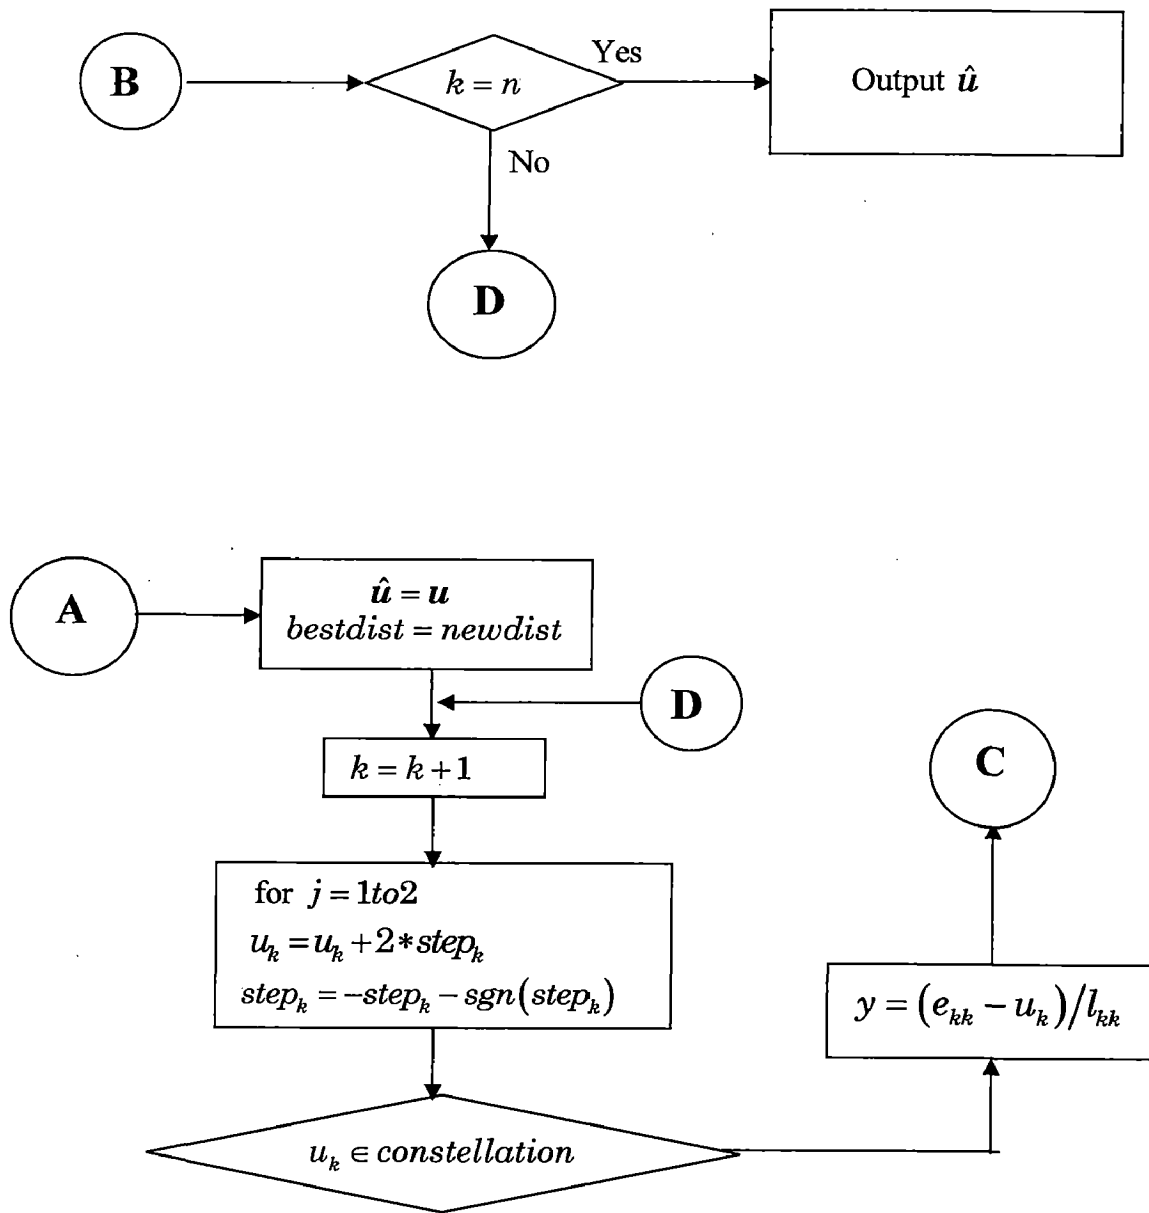 B
k = n
Yes
Output û
No
D
A
û = u
bestdist = newdist
D
k = k + 1
C
for j = 1to2
u_k = u_k + 2 * step_k
step_k = −step_k − sgn(step_k)
y = (e_kk − u_k)/l_kk
u_k ∈ constellation